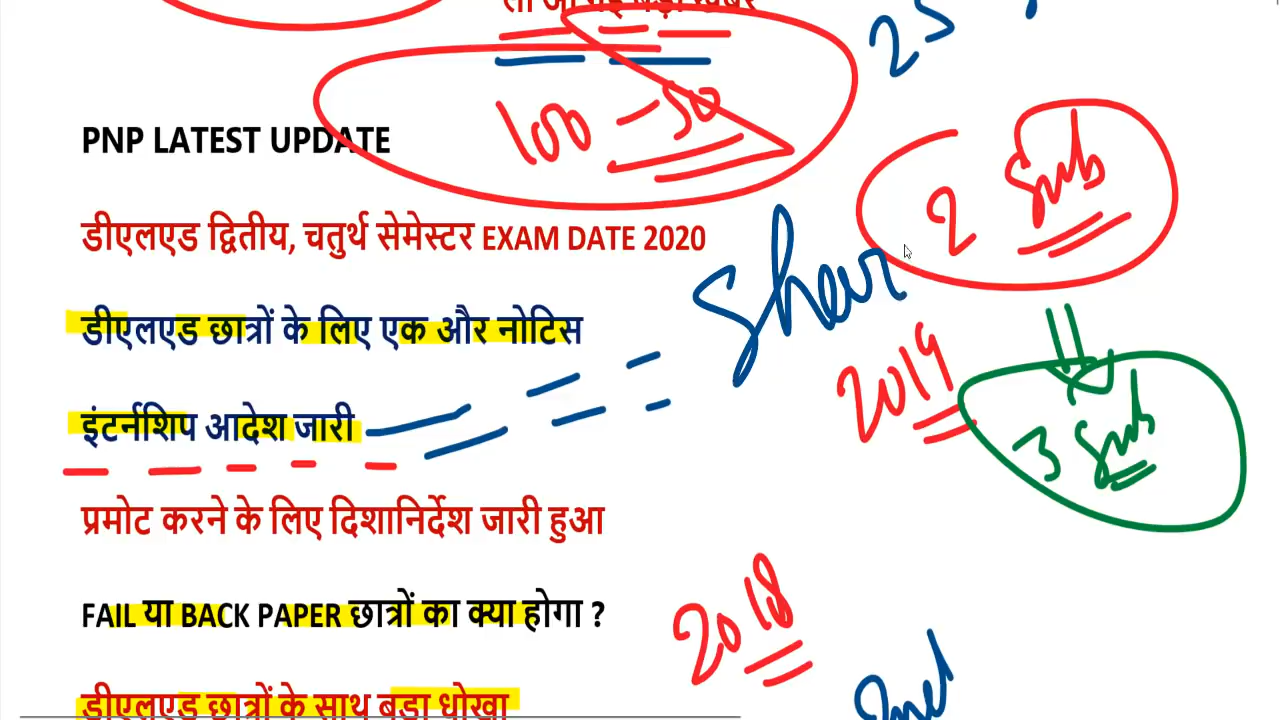 25
100 - 50
PNP LATEST UPDATE
2 Sub
डीएलएड द्वितीय, चतुर्थ सेमेस्टर EXAM DATE 2020
डीएलएड छात्रों के लिए एक और नोटिस
2019
इंटर्नशिप आदेश जारी
3 Sub
प्रमोट करने के लिए दिशानिर्देश जारी हुआ
FAIL या BACK PAPER छात्रों का क्या होगा ?
2018
डीएलएड छात्रों के साथ बड़ा धोखा